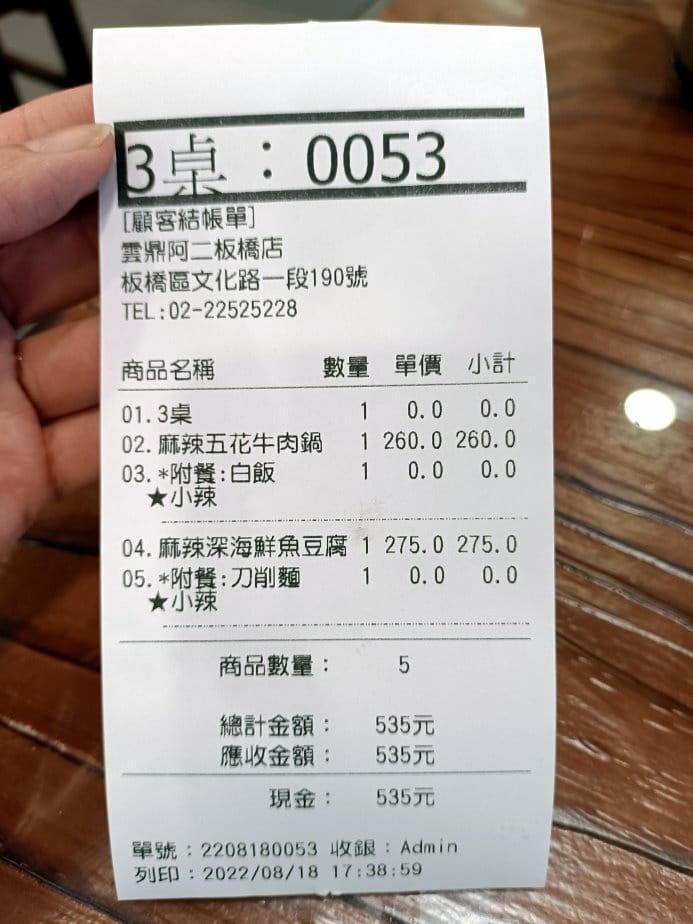 3桌：0053
[顧客結帳單]
雲鼎阿二板橋店
板橋區文化路一段190號
TEL:02-22525228
商品名稱 數量 單價 小計
01.3桌 1 0.0 0.0
02.麻辣五花牛肉鍋 1 260.0 260.0
03.*附餐:白飯 1 0.0 0.0
★小辣
04.麻辣深海鮮魚豆腐 1 275.0 275.0
05.*附餐:刀削麵 1 0.0 0.0
★小辣
商品數量： 5
總計金額： 535元
應收金額： 535元
現金： 535元
單號：2208180053 收銀：Admin
列印：2022/08/18 17:38:59